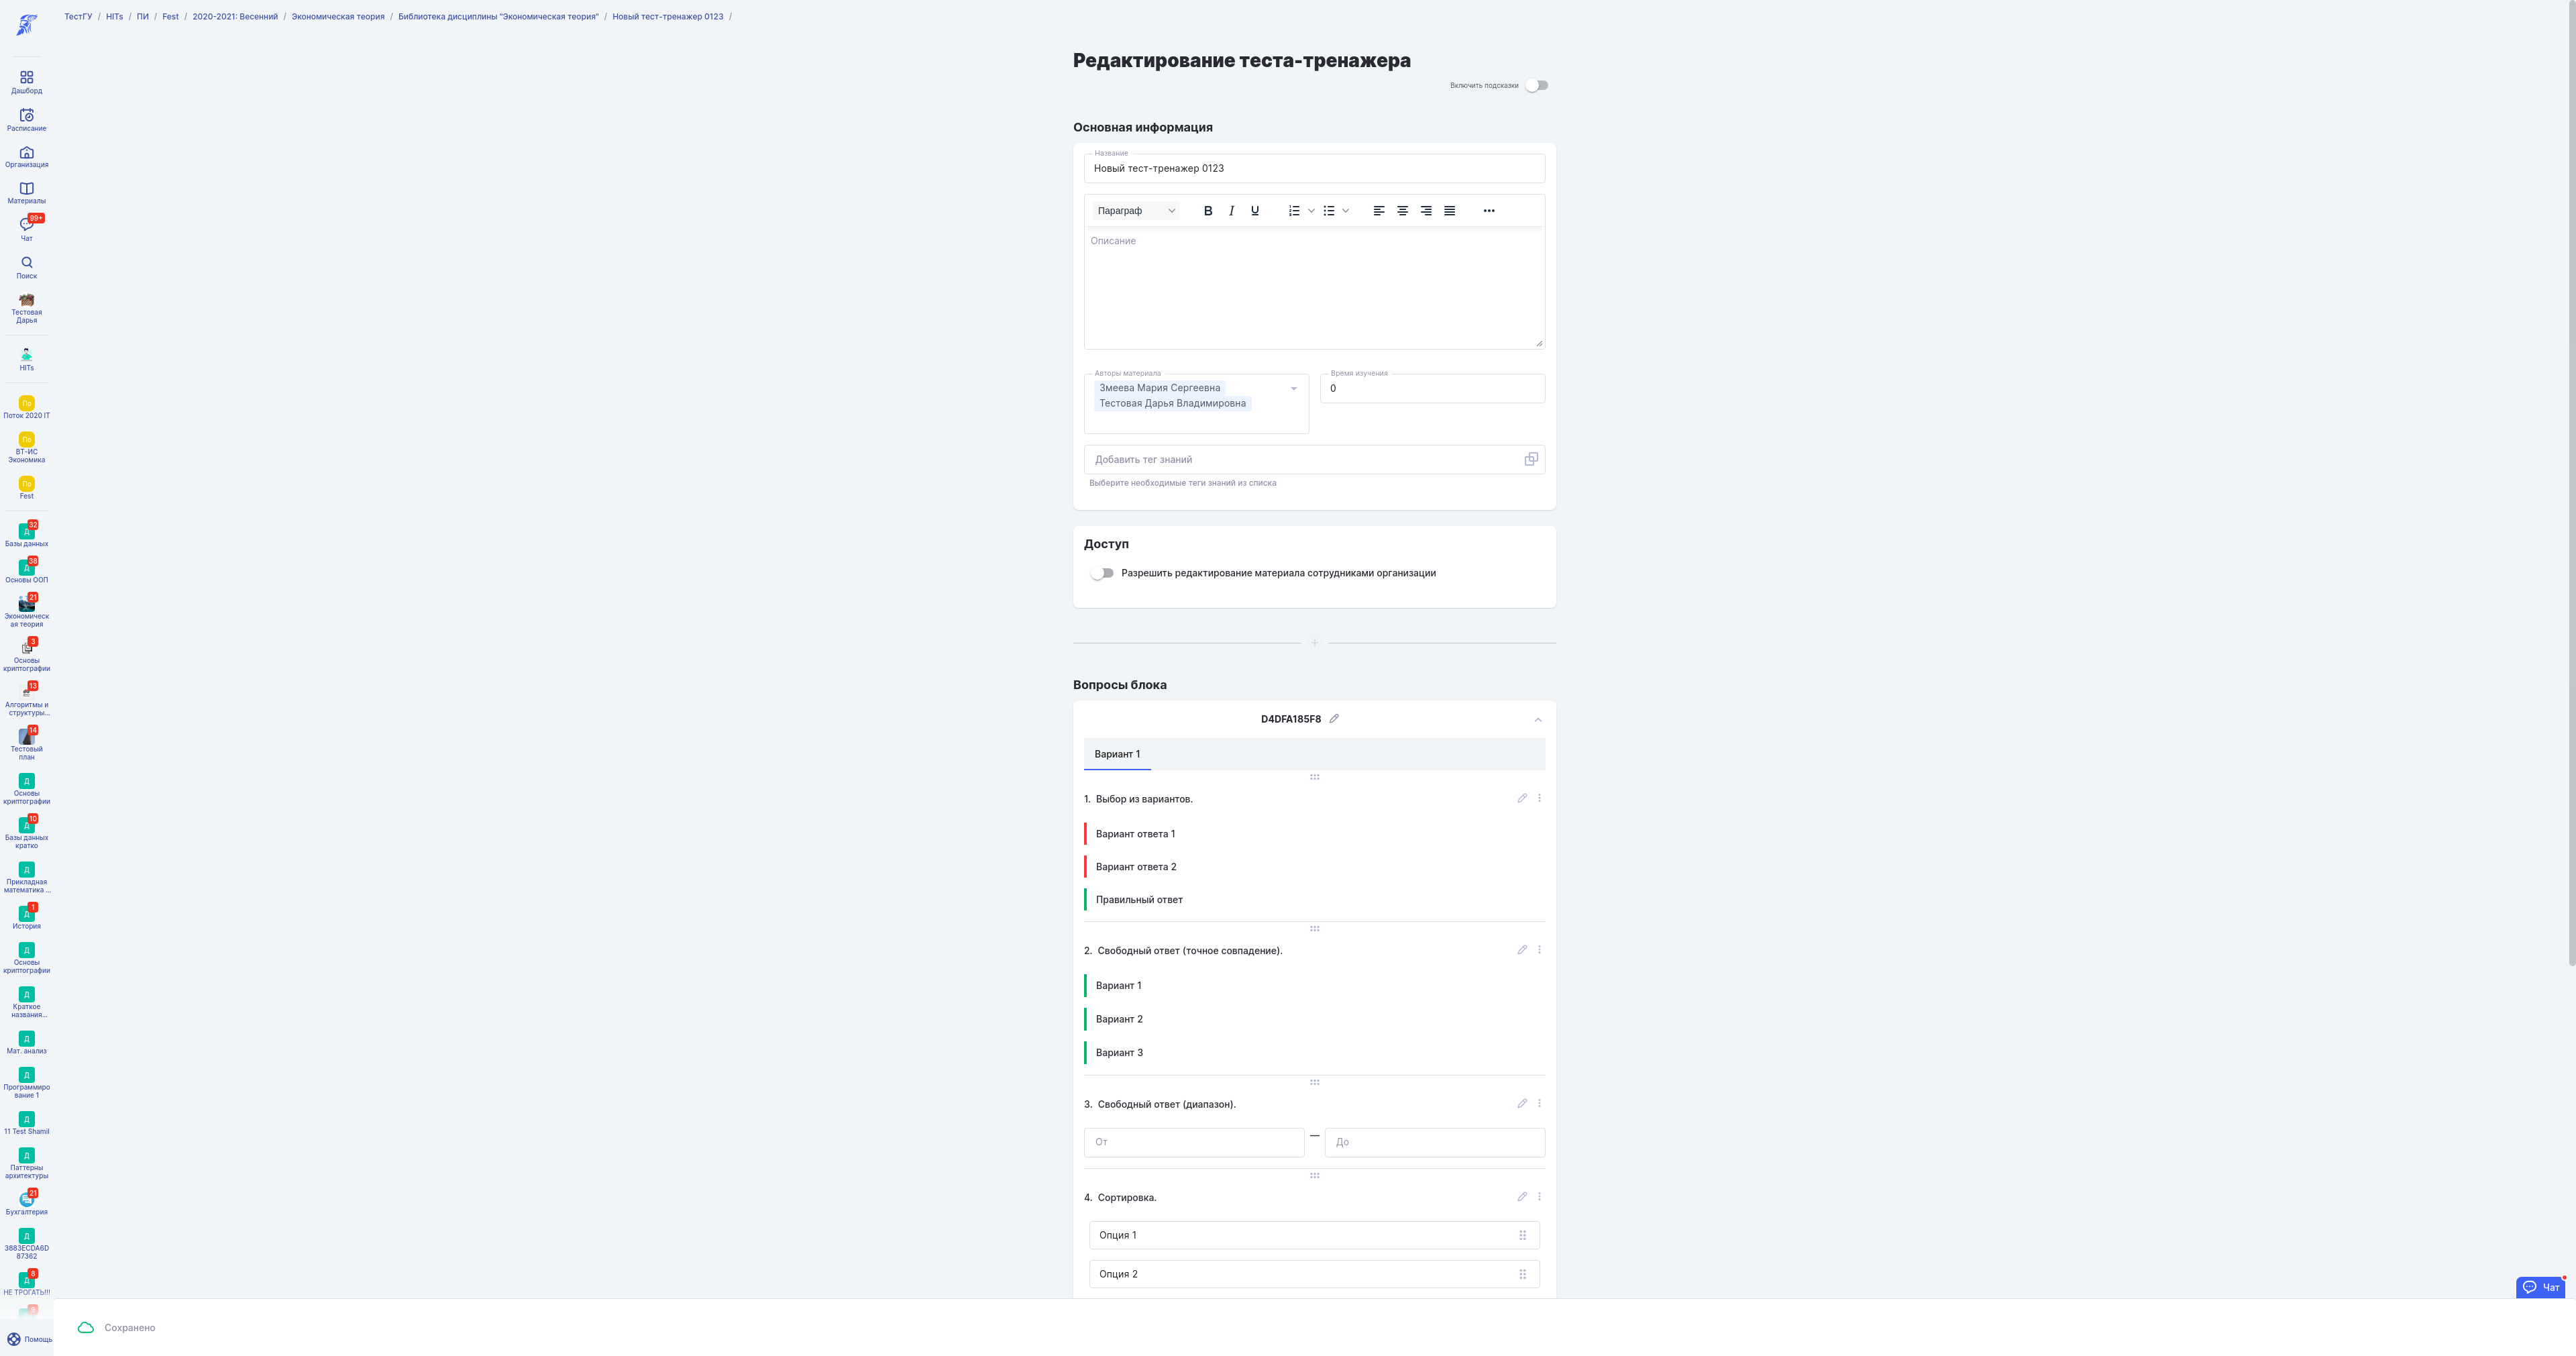 ТестГУ / HITs / ПИ / Fest / 2020-2021: Весенний / Экономическая теория / Библиотека дисциплины "Экономическая теория" / Новый тест-тренажер 0123 /
Дашборд
Расписание
Организация
Материалы
99+
Чат
Поиск
Тестовая
Дарья
HITs
По
Поток 2020 IT
По
ВТ-ИС
Экономика
По
Fest
32
Д
Базы данных
38
Д
Основы ООП
21
Экономическ
ая теория
3
Основы
криптографии
13
Алгоритмы и
структуры...
14
Тестовый
план
Д
Основы
криптографии
10
Д
Базы данных
кратко
Д
Прикладная
математика ...
1
Д
История
Д
Основы
криптографии
Д
Краткое
названия...
Д
Мат. анализ
Д
Программиро
вание 1
Д
11 Test Shamil
Д
Паттерны
архитектуры
21
Бухгалтерия
Д
3883ECDA6D
87362
8
Д
НЕ ТРОГАТЬ!!!
Помощь
Редактирование теста-тренажера
Включить подсказки
Основная информация
Название
Новый тест-тренажер 0123
Параграф B I U
Описание
Авторы материала
Змеева Мария Сергеевна
Тестовая Дарья Владимировна
Время изучения
0
Добавить тег знаний
Выберите необходимые теги знаний из списка
Доступ
Разрешить редактирование материала сотрудниками организации
Вопросы блока
D4DFA185F8
Вариант 1
1. Выбор из вариантов.
Вариант ответа 1
Вариант ответа 2
Правильный ответ
2. Свободный ответ (точное совпадение).
Вариант 1
Вариант 2
Вариант 3
3. Свободный ответ (диапазон).
От — До
4. Сортировка.
Опция 1
Опция 2
Чат
Сохранено